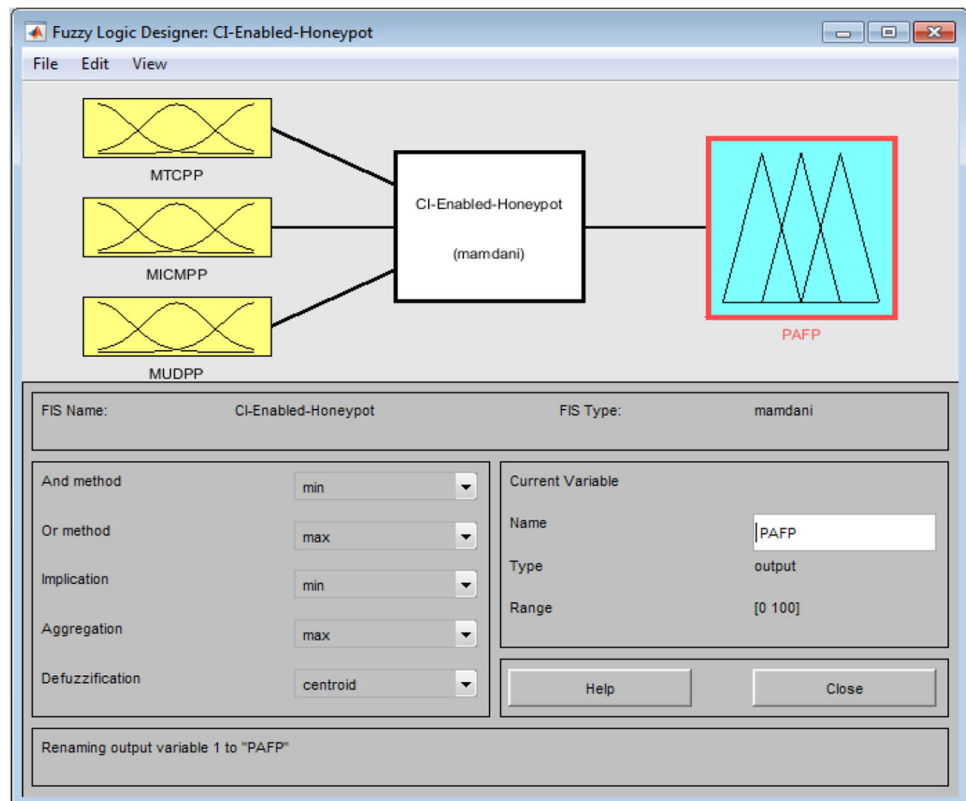 Fuzzy Logic Designer: CI-Enabled-Honeypot
File Edit View
MTCPP
MICMPP
MUDPP
CI-Enabled-Honeypot
(mamdani)
PAFP
FIS Name: CI-Enabled-Honeypot FIS Type: mamdani
And method min
Or method max
Implication min
Aggregation max
Defuzzification centroid
Current Variable
Name PAFP
Type output
Range [0 100]
Help Close
Renaming output variable 1 to "PAFP"